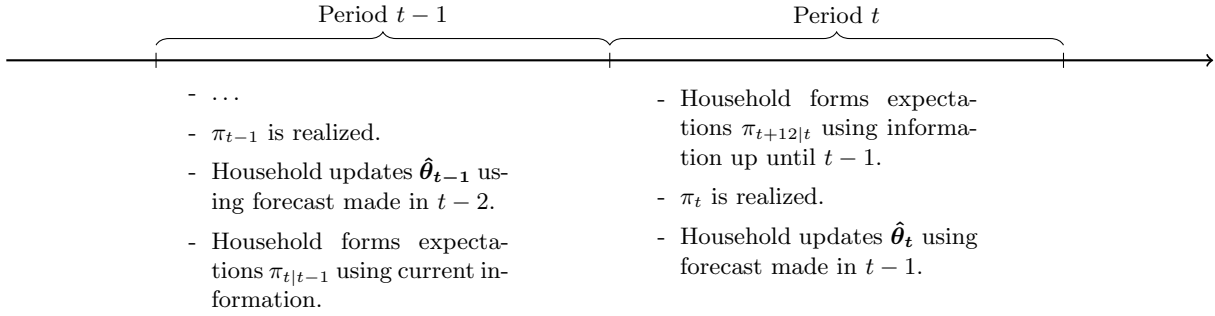 Period t − 1
Period t
- . . .
- π_{t−1} is realized.
- Household updates θ̂_{t−1} us-
ing forecast made in t − 2.
- Household forms expecta-
tions π_{t|t−1} using current in-
formation.
- Household forms expecta-
tions π_{t+12|t} using informa-
tion up until t − 1.
- π_t is realized.
- Household updates θ̂_t using
forecast made in t − 1.